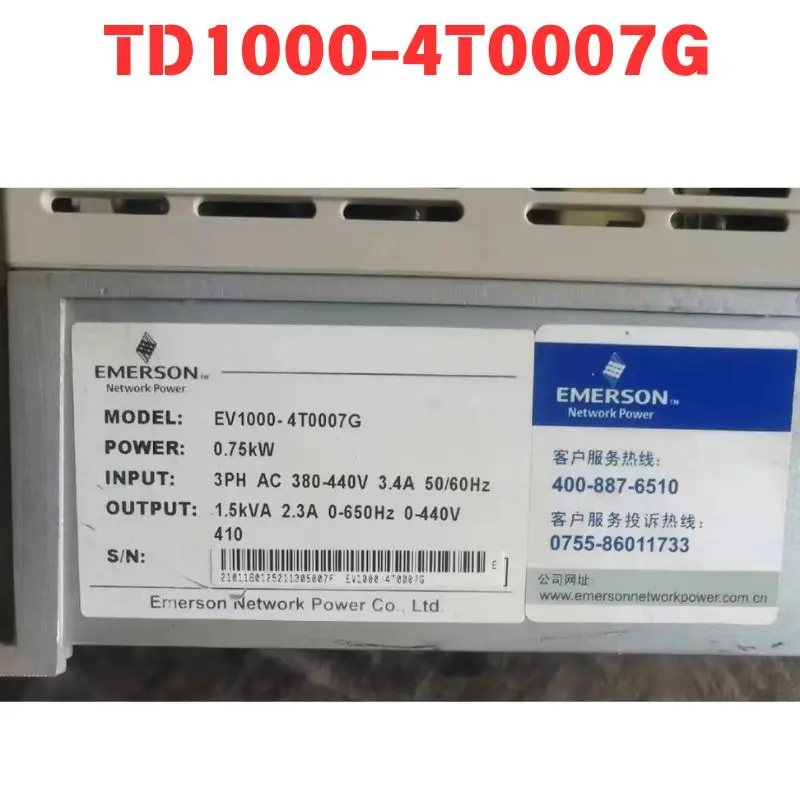 TD1000-4T0007G
EMERSON™
Network Power
MODEL: EV1000-4T0007G
POWER: 0.75kW
INPUT: 3PH AC 380-440V 3.4A 50/60Hz
OUTPUT: 1.5kVA 2.3A 0-650Hz 0-440V
410
S/N:
E
2101180125211305007F EV1000-4T0007G
Emerson Network Power Co., Ltd.
EMERSON™
Network Power
客户服务热线:
400-887-6510
客户服务投诉热线:
0755-86011733
公司网址
www.emersonnetworkpower.com.cn